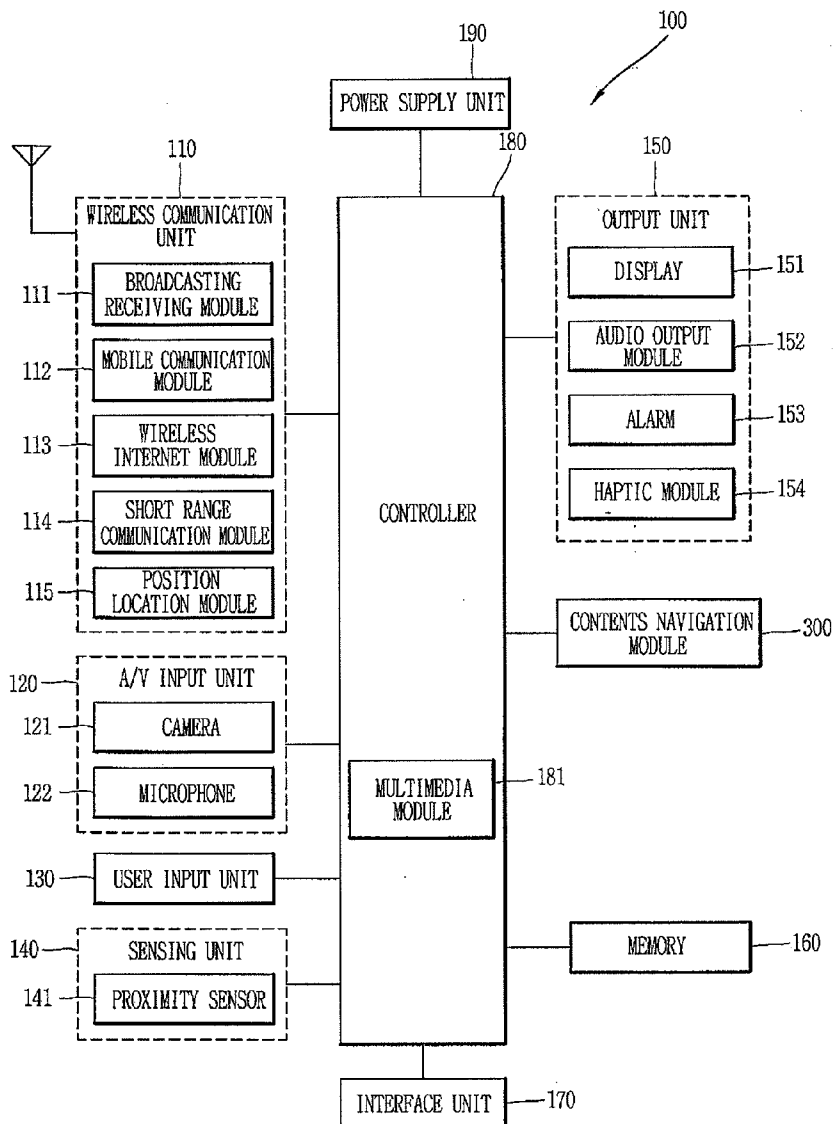 100
190
POWER SUPPLY UNIT
180
110
WIRELESS COMMUNICATION
UNIT
111
BROADCASTING
RECEIVING MODULE
112
MOBILE COMMUNICATION
MODULE
113
WIRELESS
INTERNET MODULE
114
SHORT RANGE
COMMUNICATION MODULE
115
POSITION
LOCATION MODULE
120
A/V INPUT UNIT
121
CAMERA
122
MICROPHONE
130
USER INPUT UNIT
140
SENSING UNIT
141
PROXIMITY SENSOR
CONTROLLER
MULTIMEDIA
MODULE
181
150
OUTPUT UNIT
DISPLAY
151
AUDIO OUTPUT
MODULE
152
ALARM
153
HAPTIC MODULE
154
CONTENTS NAVIGATION
MODULE
300
MEMORY
160
INTERFACE UNIT
170